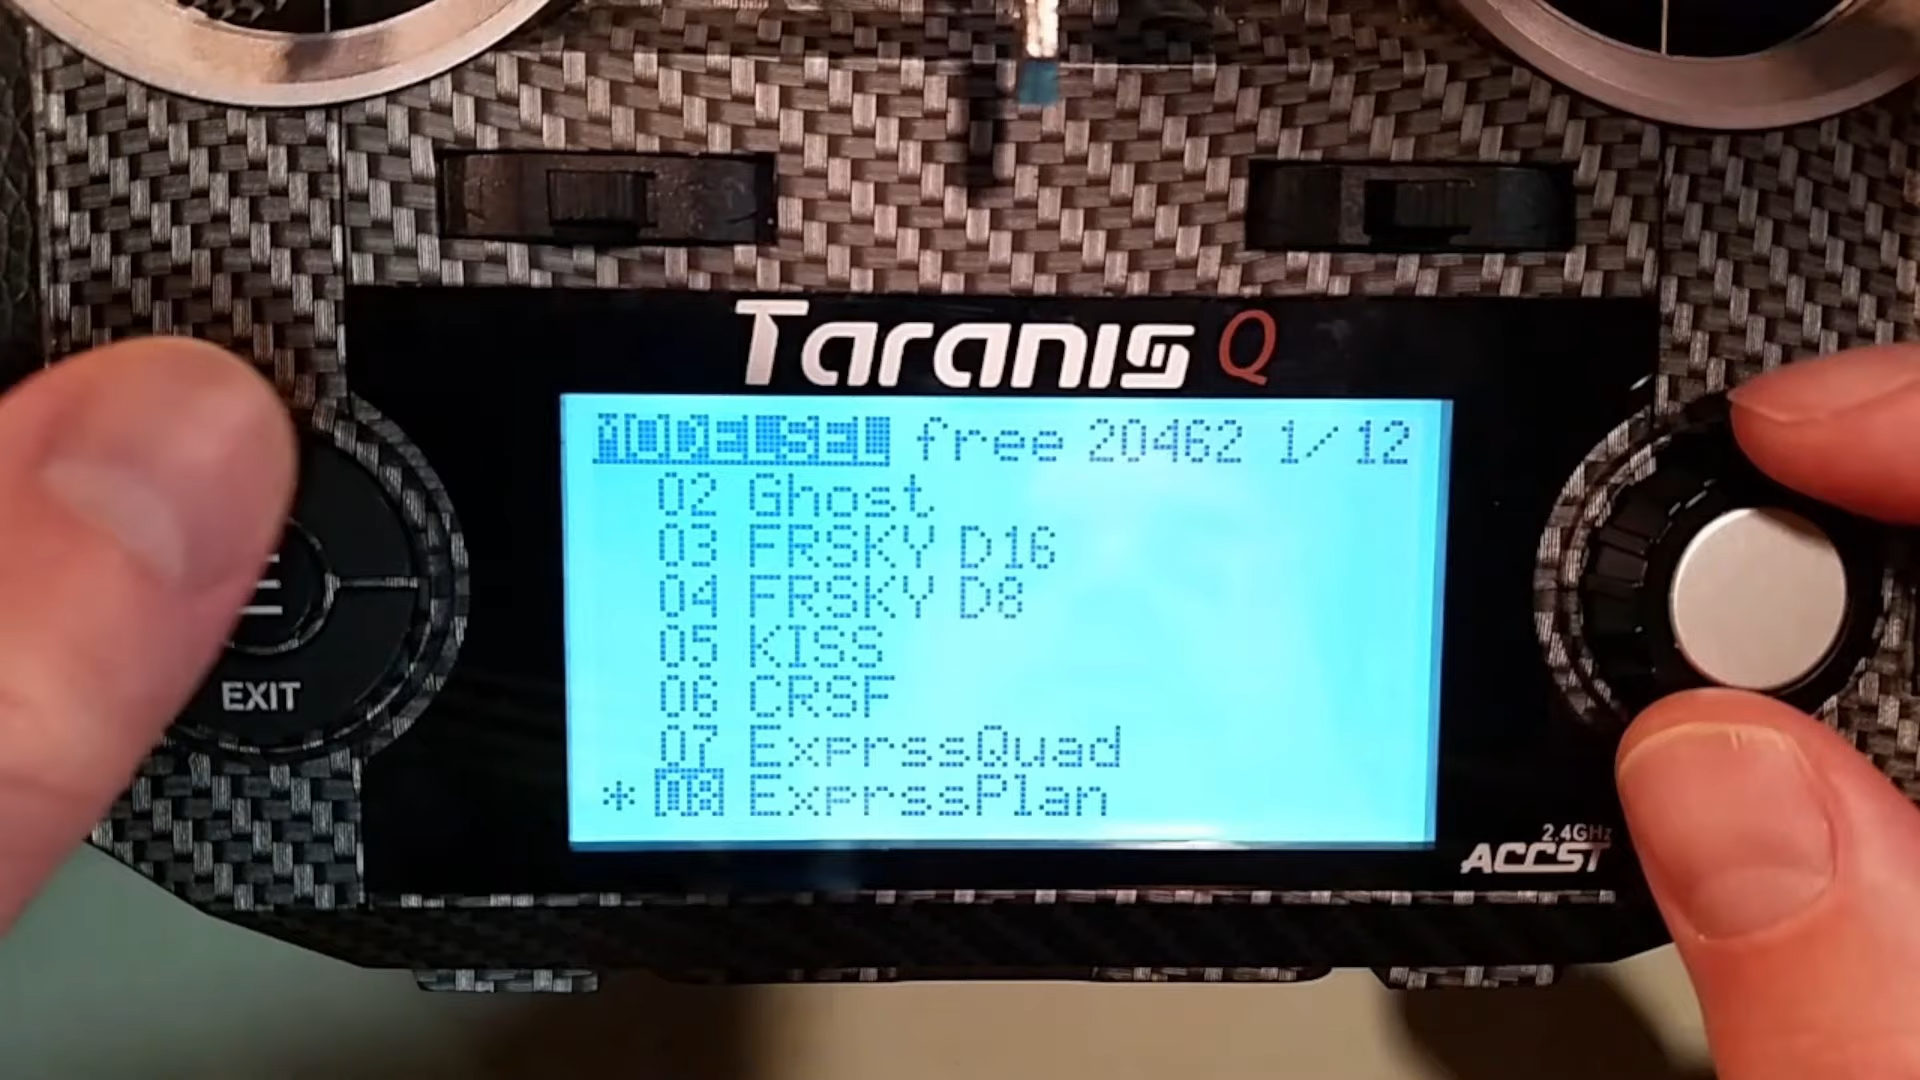 Taranis Q
MODELSEL free 20462 1/12
02 Ghost
03 FRSKY D16
04 FRSKY D8
05 KISS
06 CRSF
07 ExprssQuad
* 08 ExprssPlan
EXIT
2.4GHz
ACCST